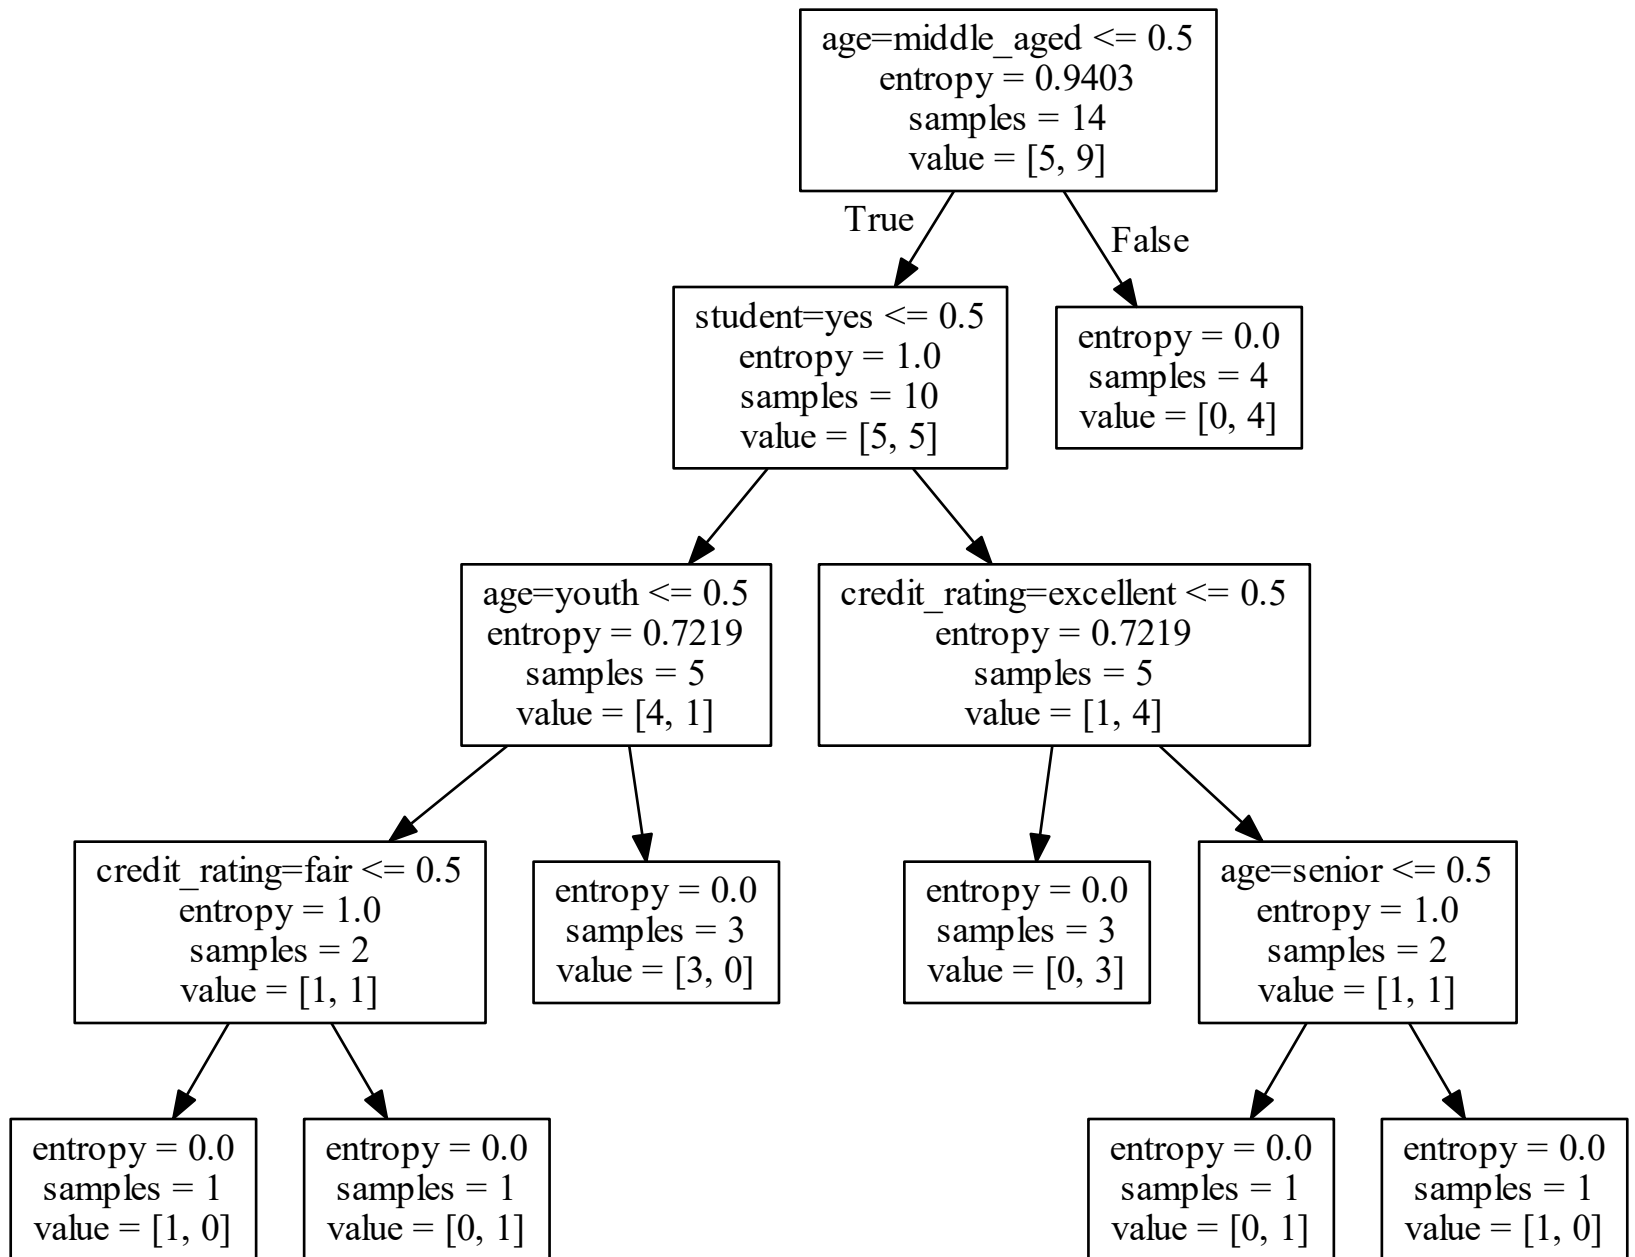 age=middle_aged <= 0.5
entropy = 0.9403
samples = 14
value = [5, 9]
True
False
student=yes <= 0.5
entropy = 1.0
samples = 10
value = [5, 5]
entropy = 0.0
samples = 4
value = [0, 4]
age=youth <= 0.5
entropy = 0.7219
samples = 5
value = [4, 1]
credit_rating=excellent <= 0.5
entropy = 0.7219
samples = 5
value = [1, 4]
credit_rating=fair <= 0.5
entropy = 1.0
samples = 2
value = [1, 1]
entropy = 0.0
samples = 3
value = [3, 0]
entropy = 0.0
samples = 3
value = [0, 3]
age=senior <= 0.5
entropy = 1.0
samples = 2
value = [1, 1]
entropy = 0.0
samples = 1
value = [1, 0]
entropy = 0.0
samples = 1
value = [0, 1]
entropy = 0.0
samples = 1
value = [0, 1]
entropy = 0.0
samples = 1
value = [1, 0]